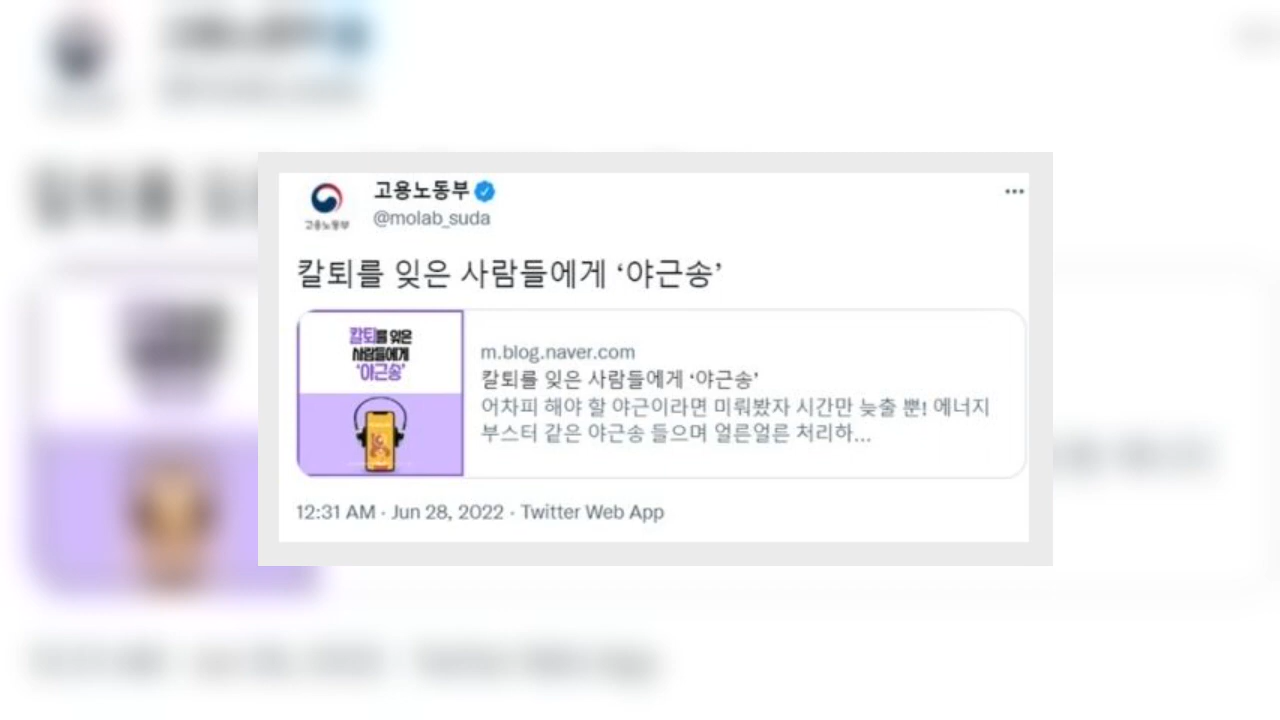 고용노동부
@molab_suda
고용노동부
칼퇴를 잊은 사람들에게 ‘야근송’
칼퇴를 잊은
사람들에게
‘야근송’
m.blog.naver.com
칼퇴를 잊은 사람들에게 ‘야근송’
어차피 해야 할 야근이라면 미뤄봤자 시간만 늦출 뿐! 에너지
부스터 같은 야근송 들으며 얼른얼른 처리하...
12:31 AM · Jun 28, 2022 · Twitter Web App